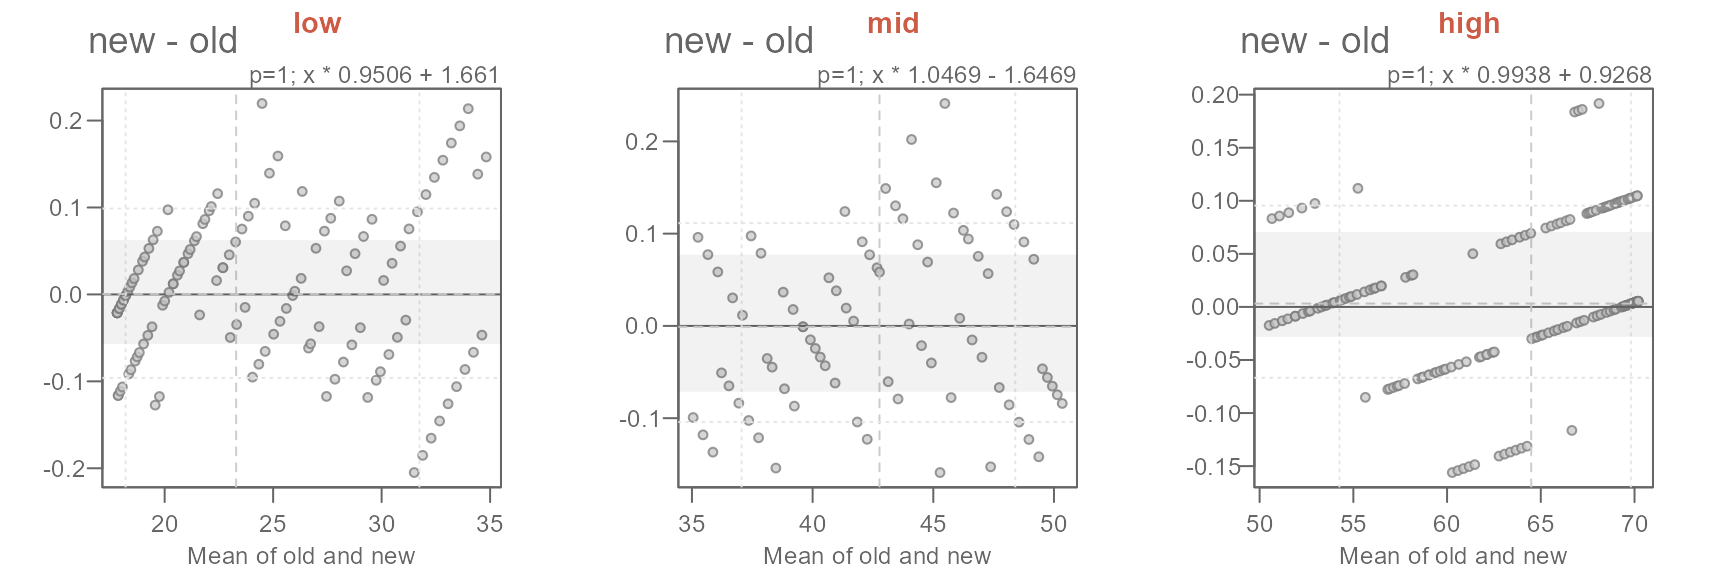 low
new - old
p=1; x * 0.9506 + 1.661
0.2
0.1
0.0
-0.1
-0.2
20 25 30 35
Mean of old and new
mid
new - old
p=1; x * 1.0469 - 1.6469
0.2
0.1
0.0
-0.1
35 40 45 50
Mean of old and new
high
new - old
p=1; x * 0.9938 + 0.9268
0.20
0.15
0.10
0.05
0.00
-0.05
-0.10
-0.15
50 55 60 65 70
Mean of old and new